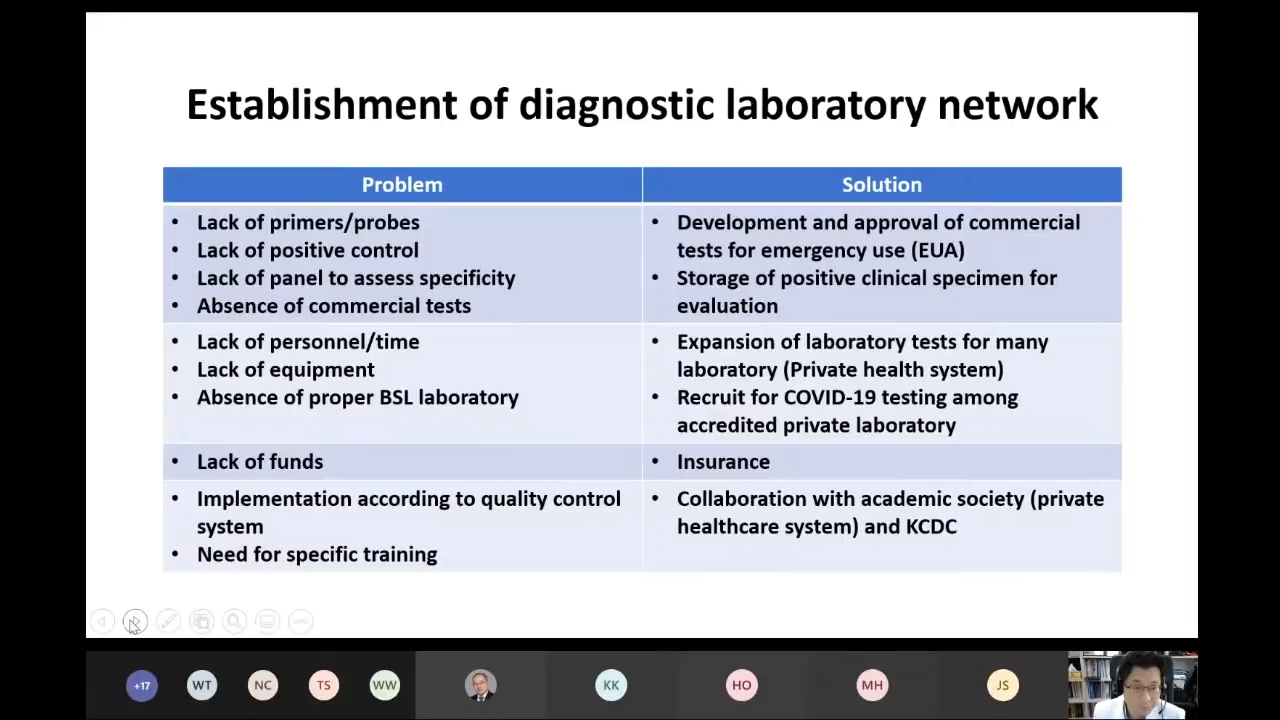 Establishment of diagnostic laboratory network
Problem
Solution
• Lack of primers/probes
• Lack of positive control
• Lack of panel to assess specificity
• Absence of commercial tests
• Development and approval of commercial
tests for emergency use (EUA)
• Storage of positive clinical specimen for
evaluation
• Lack of personnel/time
• Lack of equipment
• Absence of proper BSL laboratory
• Expansion of laboratory tests for many
laboratory (Private health system)
• Recruit for COVID-19 testing among
accredited private laboratory
• Lack of funds
• Insurance
• Implementation according to quality control
system
• Need for specific training
• Collaboration with academic society (private
healthcare system) and KCDC
+17
WT
NC
TS
WW
KK
HO
MH
JS